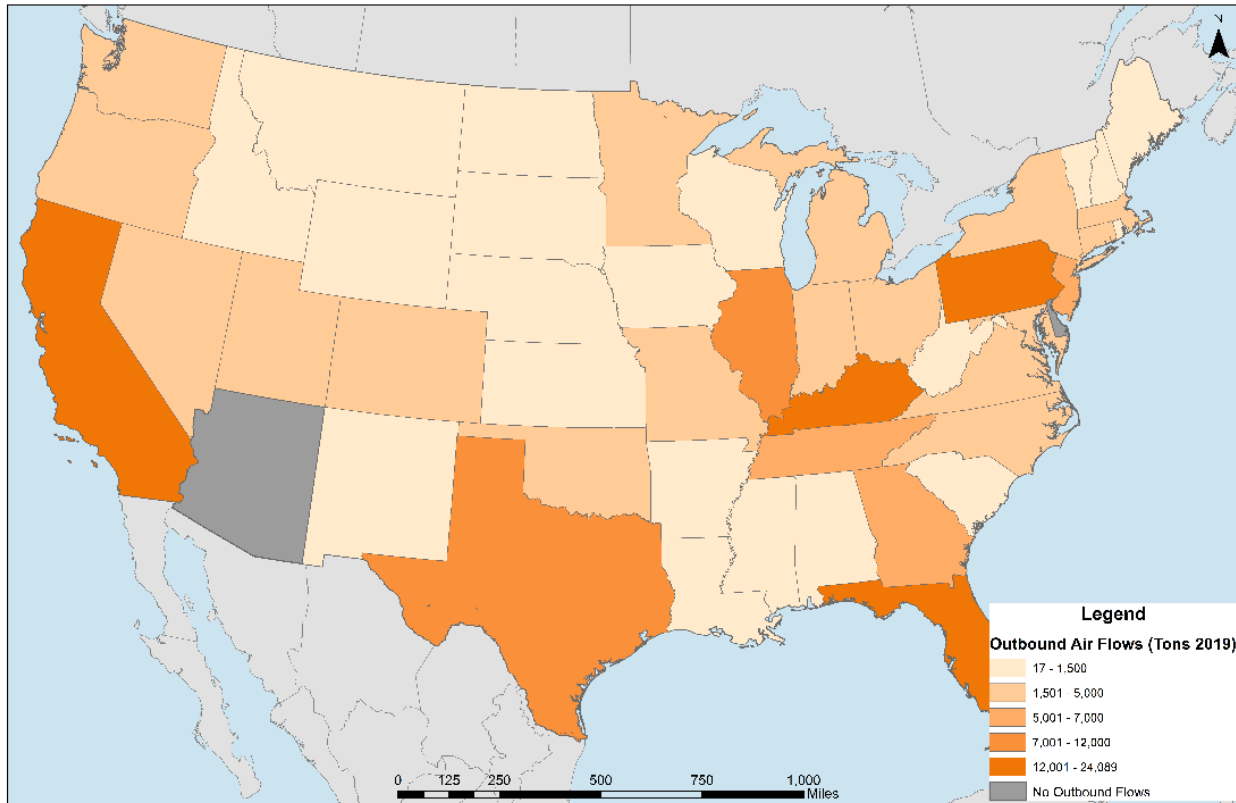 N
Legend
Outbound Air Flows (Tons 2019)
17 - 1,500
1,501 - 5,000
5,001 - 7,000
7,001 - 12,000
12,001 - 24,089
No Outbound Flows
0 125 250 500 750 1,000
Miles